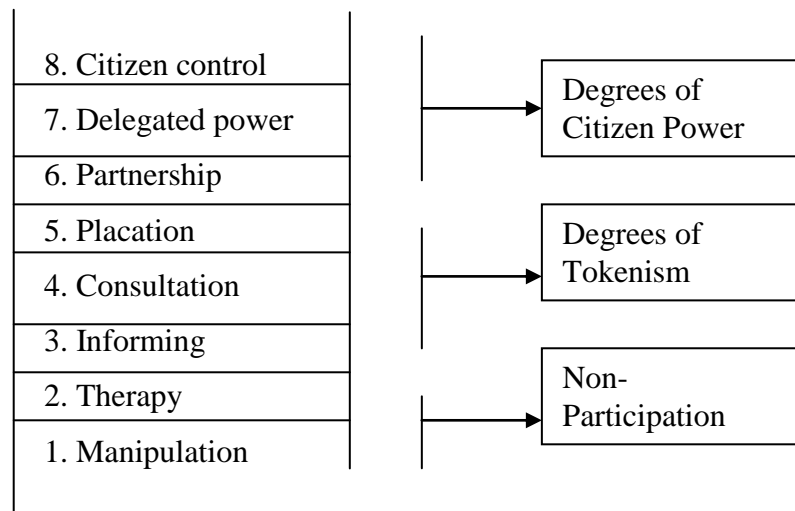 8. Citizen control
7. Delegated power
6. Partnership
5. Placation
4. Consultation
3. Informing
2. Therapy
1. Manipulation
Degrees of
Citizen Power
Degrees of
Tokenism
Non-
Participation